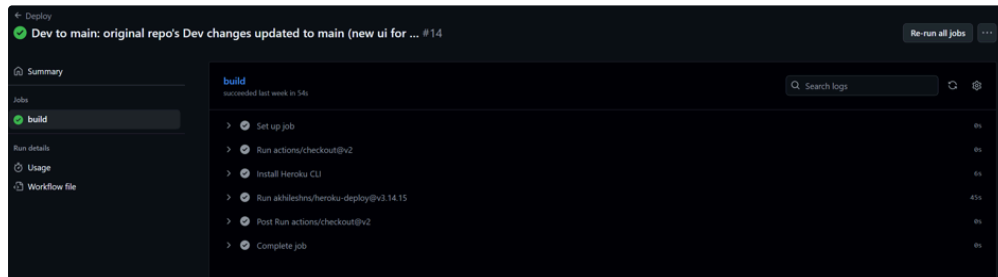 ← Deploy
Dev to main: original repo's Dev changes updated to main (new ui for ... #14
Re-run all jobs
...
Summary
Jobs
build
Run details
Usage
Workflow file
build
succeeded last week in 54s
Search logs
Set up job
0s
Run actions/checkout@v2
0s
Install Heroku CLI
6s
Run akhileshns/heroku-deploy@v3.14.15
45s
Post Run actions/checkout@v2
0s
Complete job
0s